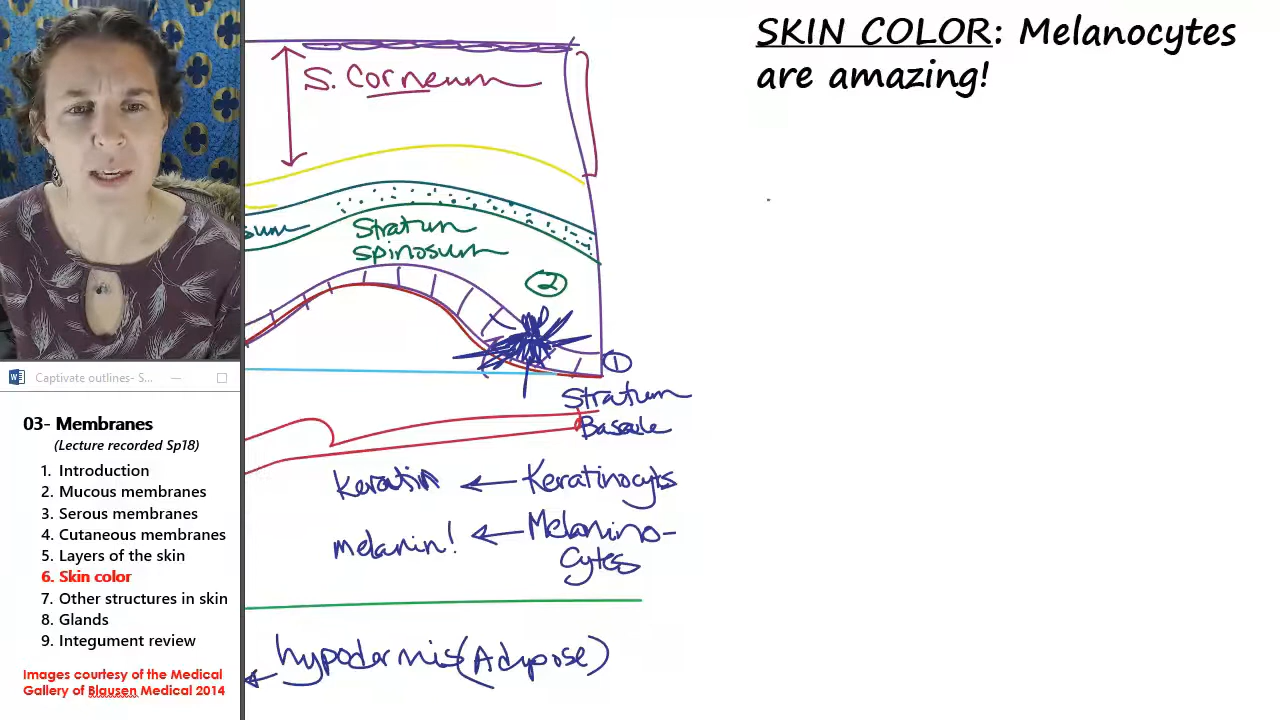 SKIN COLOR: Melanocytes
are amazing!
S. Corneum
Stratum
Spinosum
2
1
Stratum
Basale
Keratin ← Keratinocyts
melanin! ← Melanino-
Cytes
hypodermis (Adipose)
Captivate outlines- S...
03- Membranes
(Lecture recorded Sp18)
1. Introduction
2. Mucous membranes
3. Serous membranes
4. Cutaneous membranes
5. Layers of the skin
6. Skin color
7. Other structures in skin
8. Glands
9. Integument review
Images courtesy of the Medical
Gallery of Blausen Medical 2014